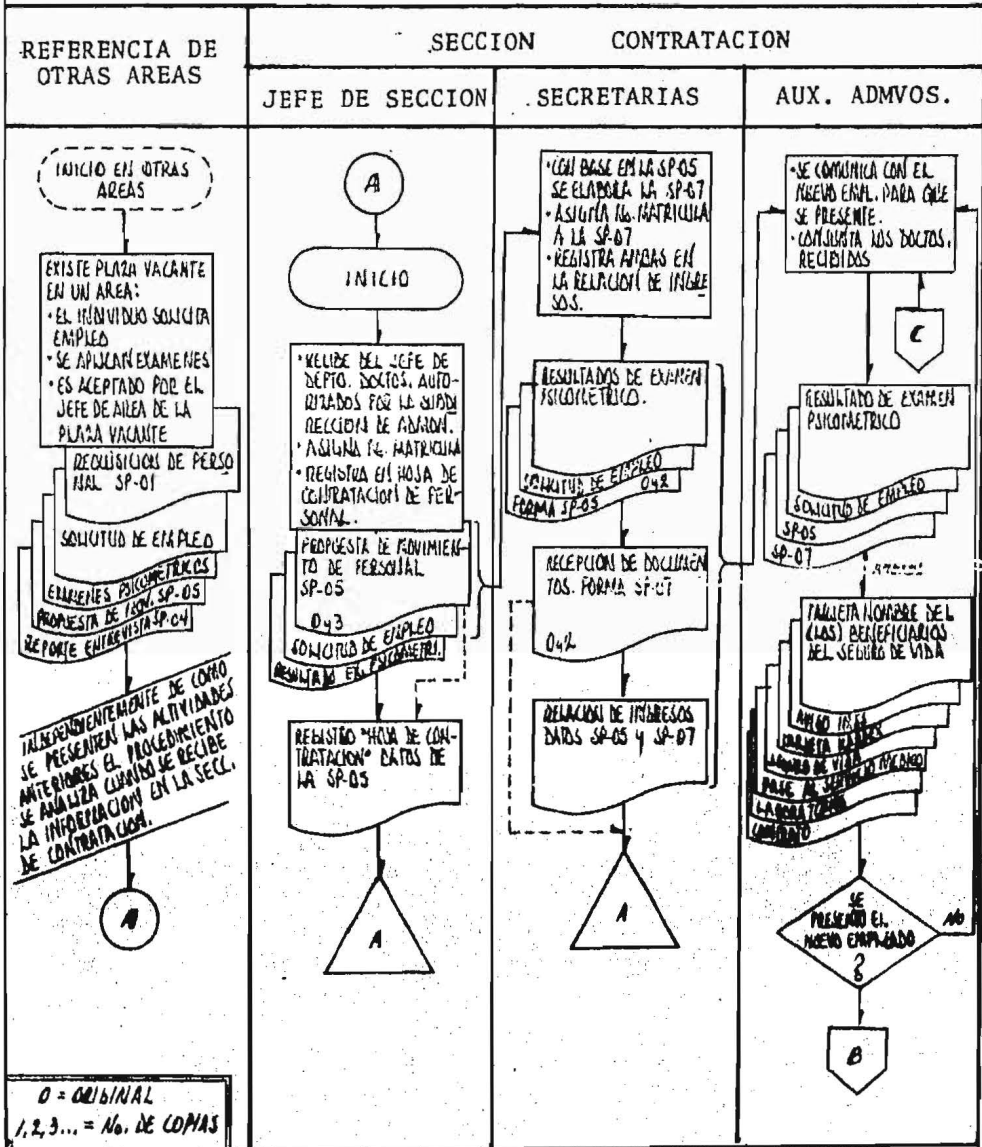 REFERENCIA DE
OTRAS AREAS
SECCION CONTRATACION
JEFE DE SECCION
SECRETARIAS
AUX. ADMVOS.
INICIO EN OTRAS
AREAS
EXISTE PLAZA VACANTE
EN UN AREA:
• EL INDIVIDUO SOLICITA
EMPLEO
• SE APLICAN EXAMENES
• ES ACEPTADO POR EL
JEFE DE AREA DE LA
PLAZA VACANTE
REQUISICION DE PERSO
NAL SP-01
SOLICITUD DE EMPLEO
EXAMENES PSICOMETRICOS
PROPUESTA DE MOV. SP-05
REPORTE ENTREVISTA SP-04
INDEPENDIENTEMENTE DE COMO
SE PRESENTEN LAS ACTIVIDADES
ANTERIORES EL PROCEDIMIENTO
SE ANALIZA CUANDO SE RECIBE
LA INFORMACION EN LA SECC.
DE CONTRATACION.
A
O = ORIGINAL
1,2,3... = No. DE COPIAS
A
INICIO
• RECIBE DEL JEFE DE
DEPTO. DOCTOS. AUTO-
RIZADOS POR LA SUBDI
RECCION DE ADMON.
• ASIGNA No. MATRICULA
• REGISTRA EN HOJA DE
CONTRATACION DE PER-
SONAL.
PROPUESTA DE MOVIMIEN
TO DE PERSONAL
SP-05
O y 3
SOLICITUD DE EMPLEO
RESULTADO EX. PSICOMETRI.
REGISTRO "HOJA DE CON-
TRATACION" DATOS DE
LA SP-05
A
• CON BASE EN LA SP-05
SE ELABORA LA SP-07
• ASIGNA No. MATRICULA
A LA SP-07
• REGISTRA AMBAS EN
LA RELACION DE INGRE
SOS.
RESULTADOS DE EXAMEN
PSICOMETRICO.
SOLICITUD DE EMPLEO
O y 2
FORMA SP-05
RECEPCION DE DOCUMEN
TOS. FORMA SP-07
O y 2
RELACION DE INGRESOS
DATOS SP-05 y SP-07
A
• SE COMUNICA CON EL
NUEVO EMPL. PARA QUE
SE PRESENTE.
• CONJUNTA LOS DOCTOS.
RECIBIDOS
C
RESULTADO DE EXAMEN
PSICOMETRICO
SOLICITUD DE EMPLEO
SP-05
SP-07
TARJETA NOMBRE DEL
(LOS) BENEFICIARIOS
DEL SEGURO DE VIDA
TARJETA
SEGURO DE VIDA
PASE AL SERVICIO MEDICO
LABORATORIO
CONTRATO
SE
PRESENTO EL
NUEVO EMPLEADO
?
No
B